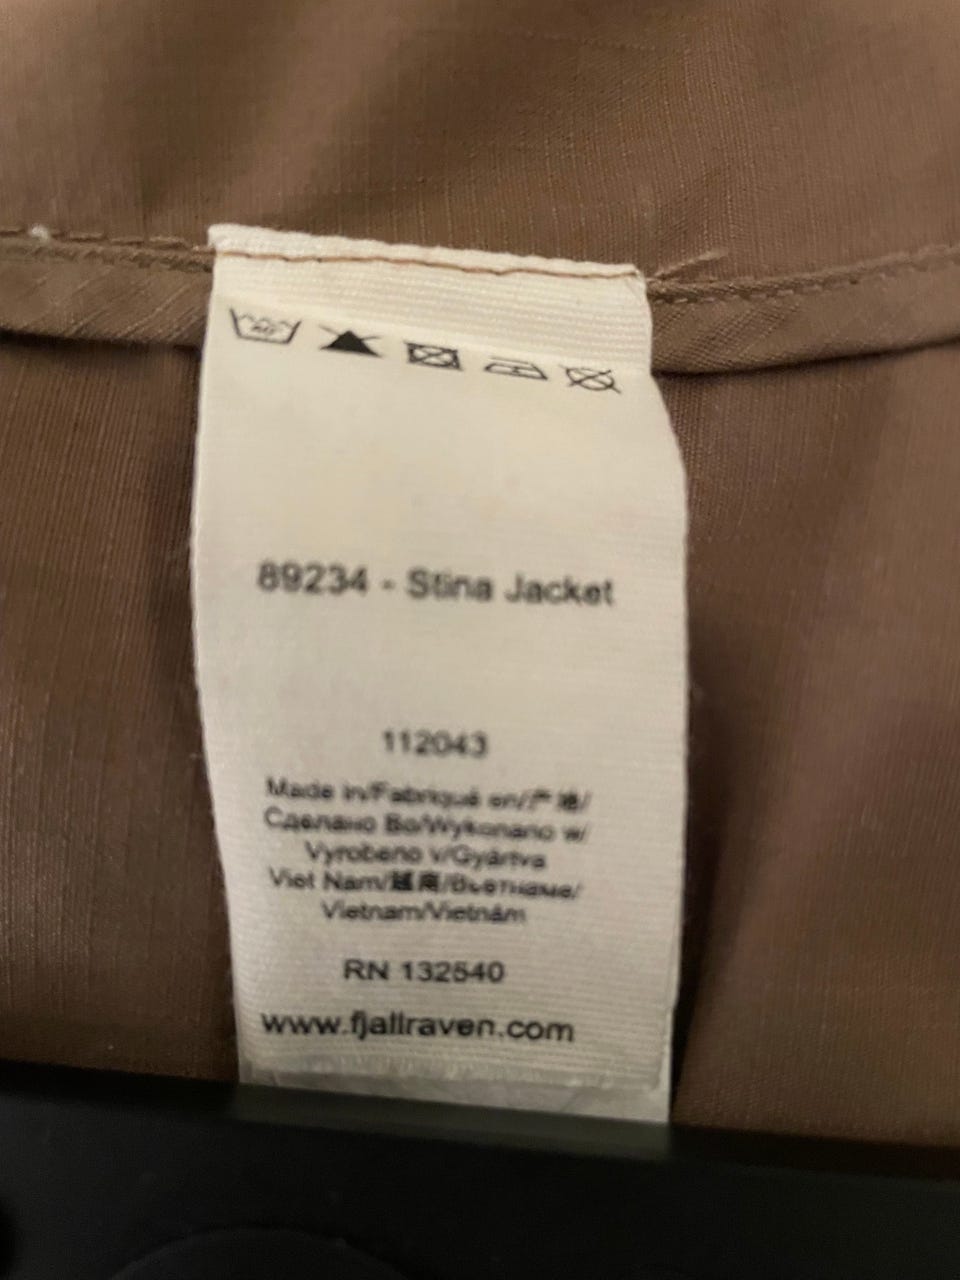 40
89234 - Stina Jacket
112043
Made in/Fabriqué en/产地/
Сделано Во/Wykonano w/
Vyrobeno v/Gyártva
Viet Nam/越南/Вьетнаме/
Vietnam/Vietnám
RN 132540
www.fjallraven.com